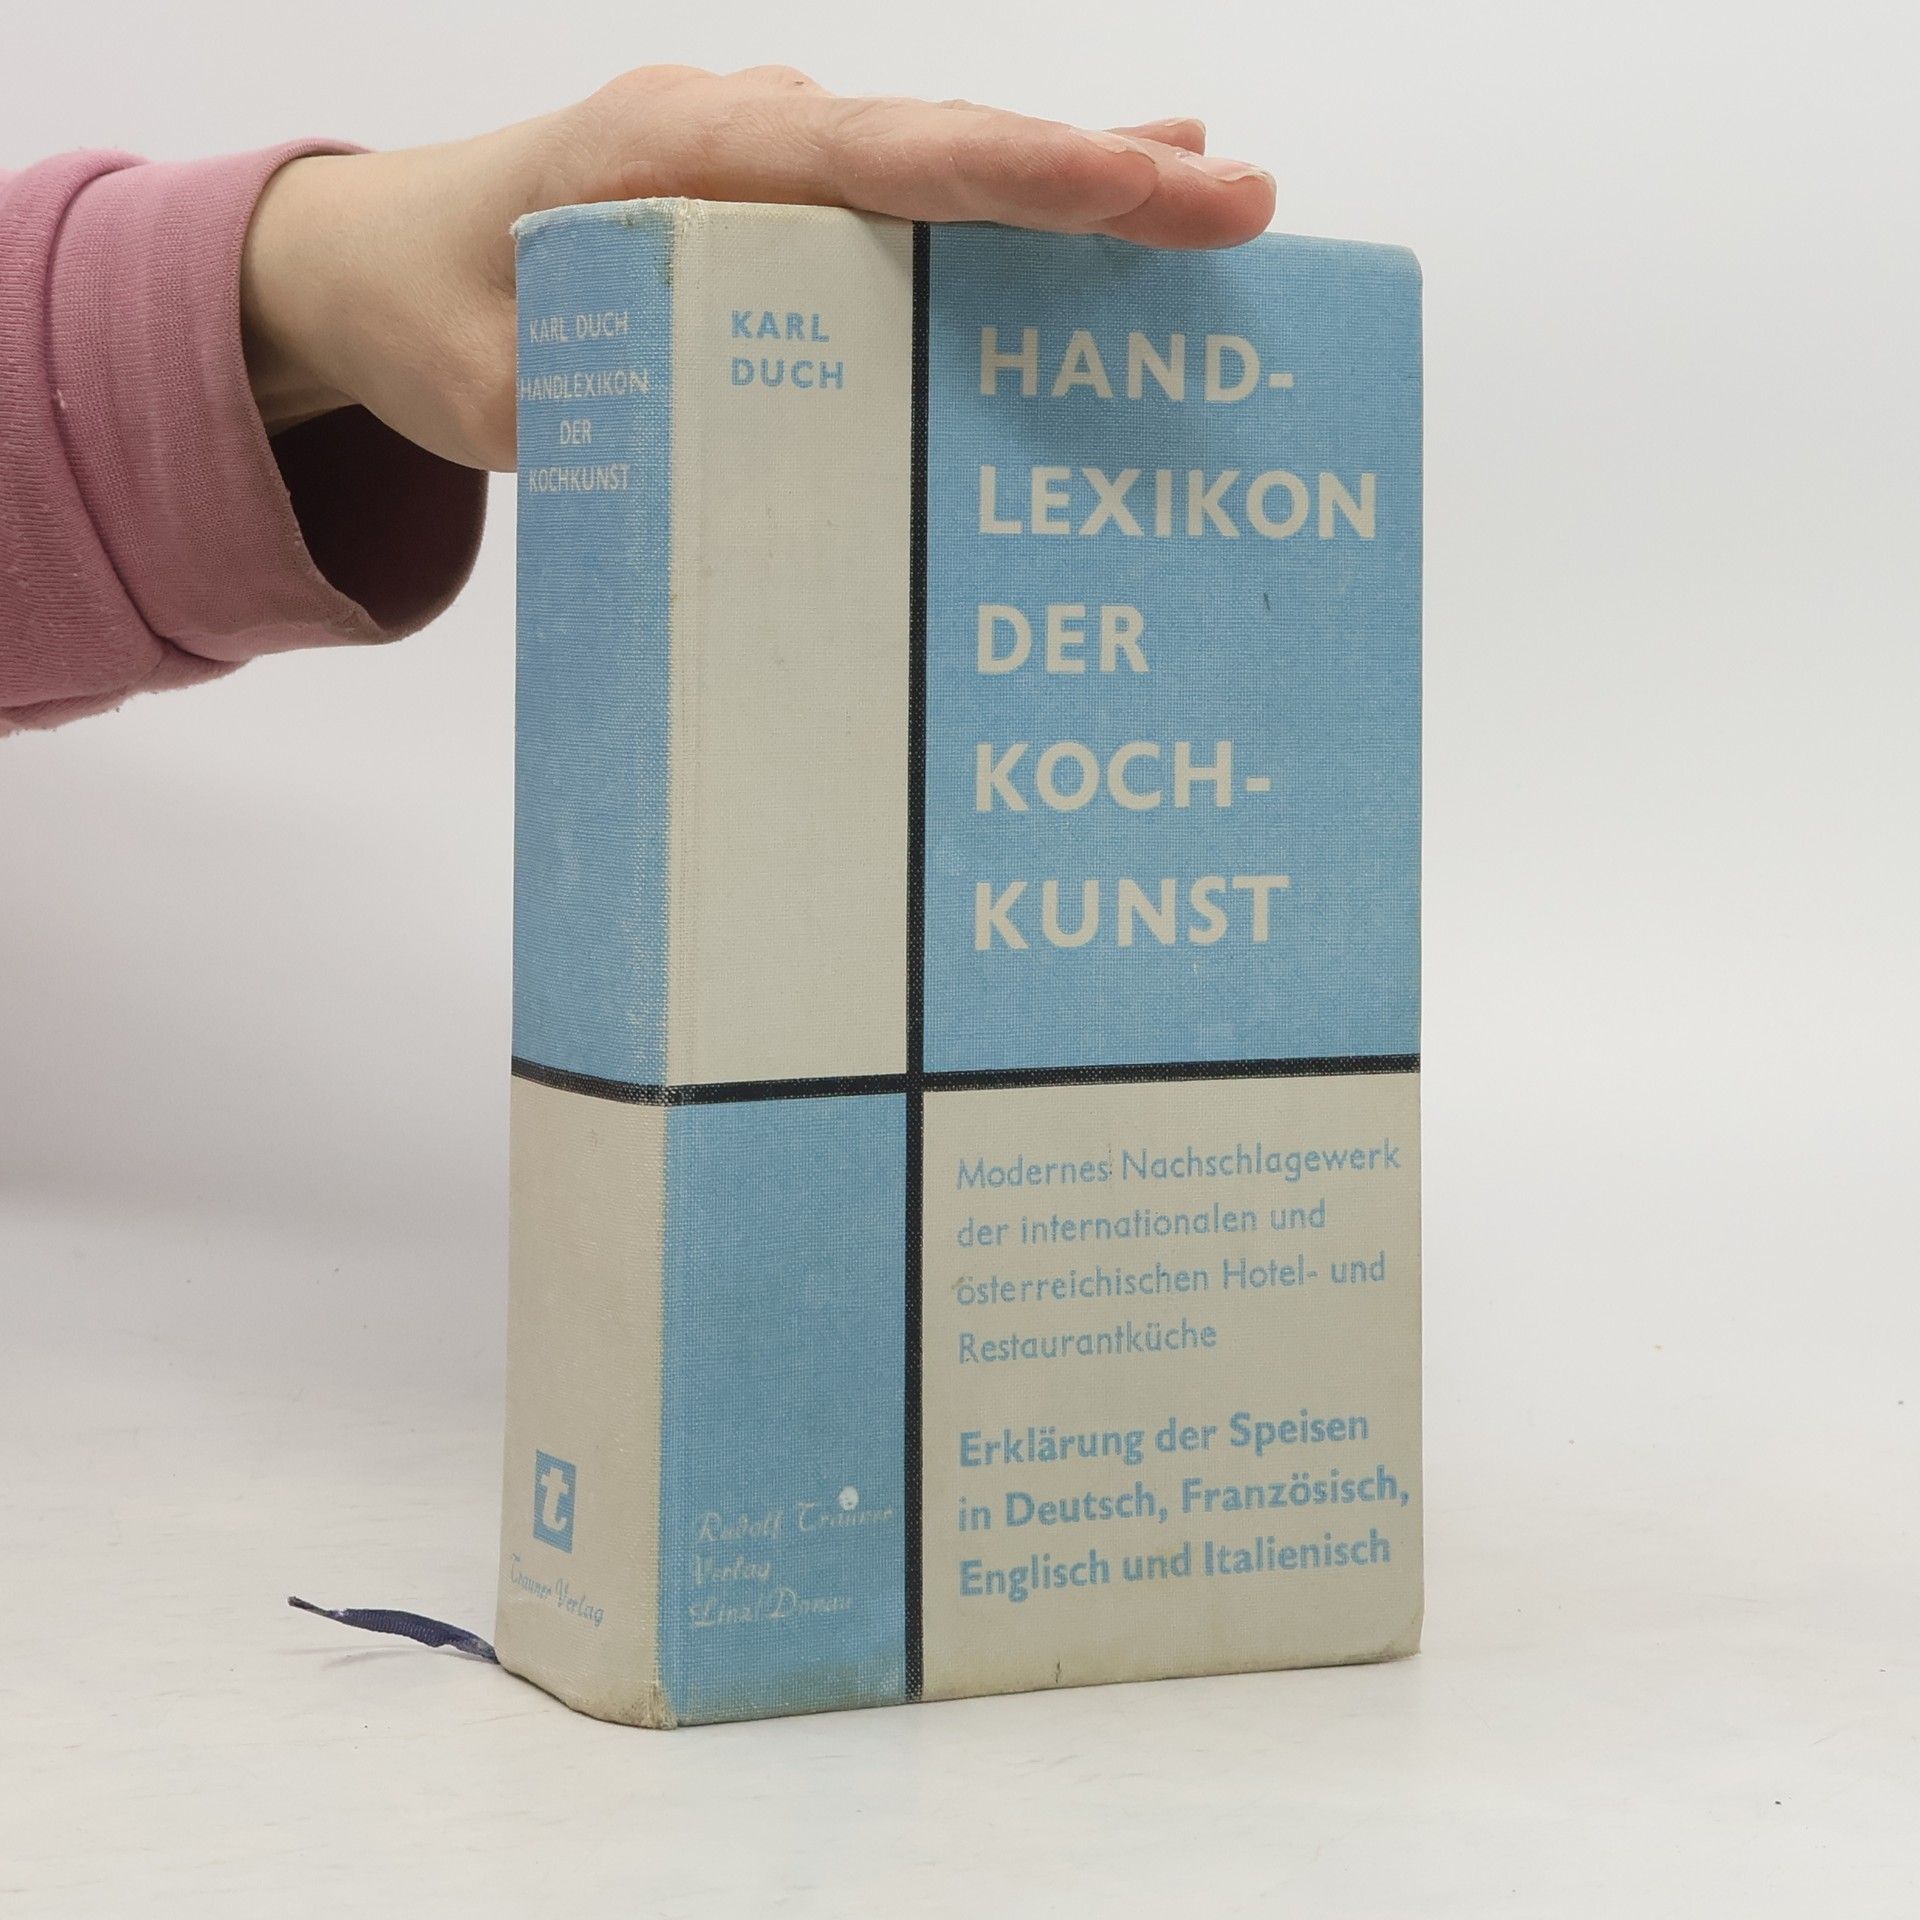 KARL DUCH
HANDLEXIKON
DER
KOCHKUNST
t
Trauner Verlag
KARL
DUCH
HAND-
LEXIKON
DER
KOCH-
KUNST
Modernes Nachschlagewerk
der internationalen und
österreichischen Hotel- und
Restaurantküche
Erklärung der Speisen
in Deutsch, Französisch,
Englisch und Italienisch
Rudolf Trauner
Verlag
Linz/Donau